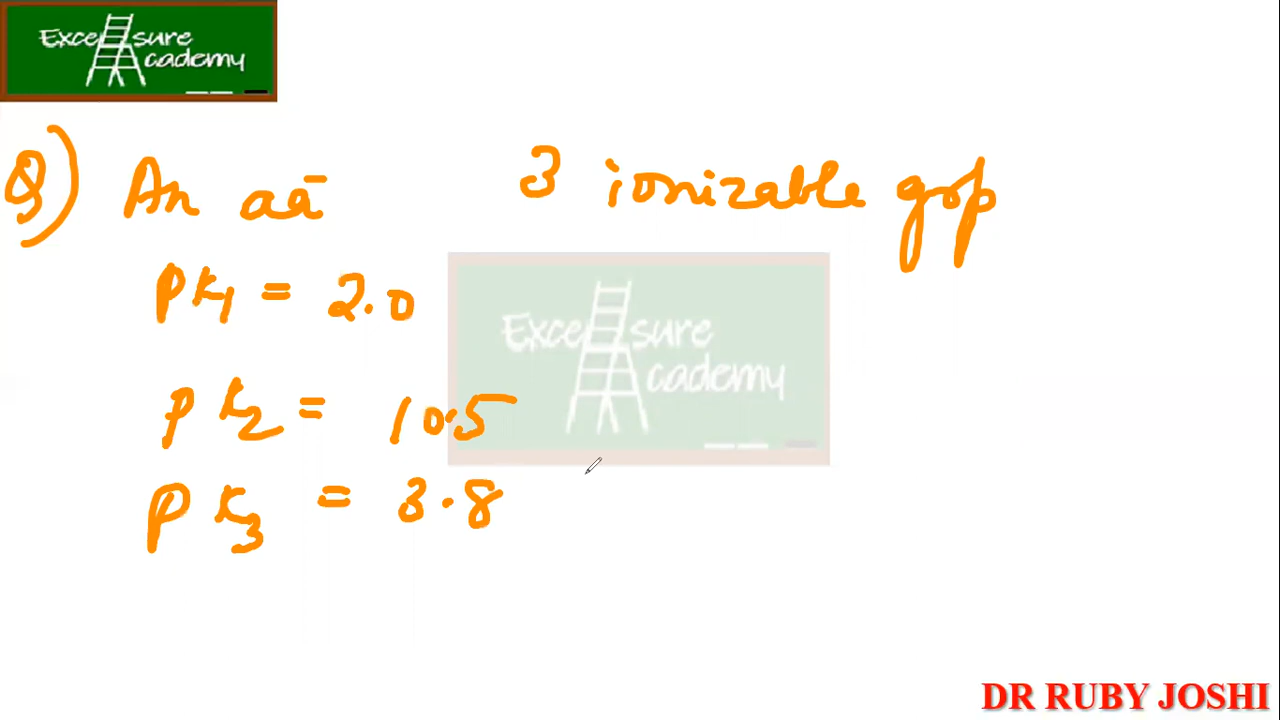 Excel sure
Academy
Q) An aā 3 ionizable grp
pK1 = 2.0
Excel sure
Academy
pK2 = 10.5
pK3 = 3.8
DR RUBY JOSHI